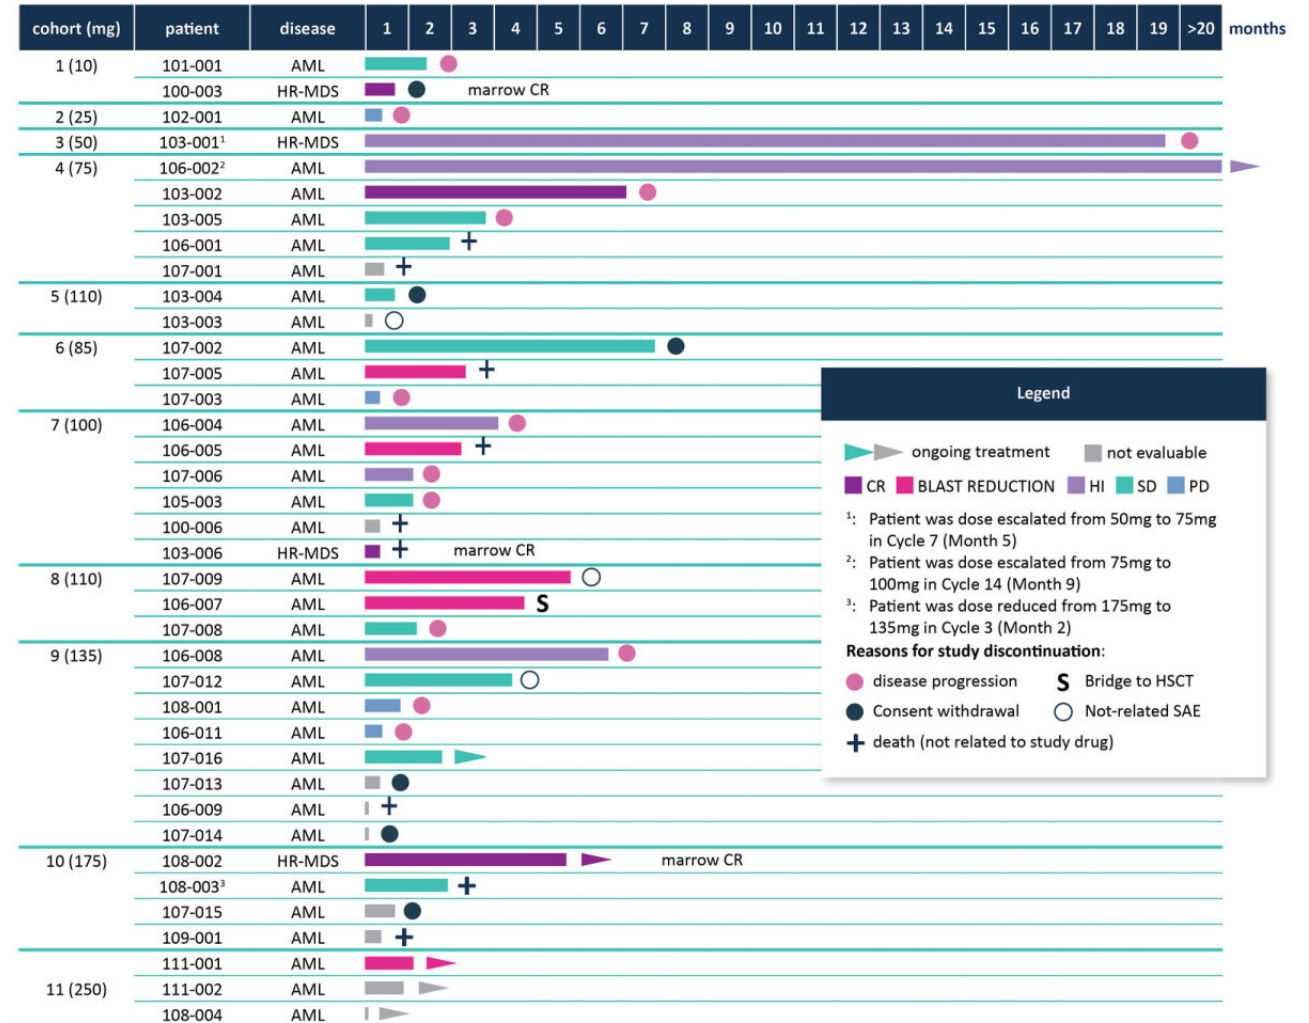 cohort (mg) patient disease 1 2 3 4 5 6 7 8 9 10 11 12 13 14 15 16 17 18 19 >20 months
1 (10) 101-001 AML
100-003 HR-MDS marrow CR
2 (25) 102-001 AML
3 (50) 103-001¹ HR-MDS
4 (75) 106-002² AML
103-002 AML
103-005 AML
106-001 AML
107-001 AML
5 (110) 103-004 AML
103-003 AML
6 (85) 107-002 AML
107-005 AML
107-003 AML
7 (100) 106-004 AML
106-005 AML
107-006 AML
105-003 AML
100-006 AML
103-006 HR-MDS marrow CR
8 (110) 107-009 AML
106-007 AML S
107-008 AML
9 (135) 106-008 AML
107-012 AML
108-001 AML
106-011 AML
107-016 AML
107-013 AML
106-009 AML
107-014 AML
10 (175) 108-002 HR-MDS marrow CR
108-003³ AML
107-015 AML
109-001 AML
111-001 AML
11 (250) 111-002 AML
108-004 AML
Legend
ongoing treatment not evaluable
CR BLAST REDUCTION HI SD PD
¹: Patient was dose escalated from 50mg to 75mg
in Cycle 7 (Month 5)
²: Patient was dose escalated from 75mg to
100mg in Cycle 14 (Month 9)
³: Patient was dose reduced from 175mg to
135mg in Cycle 3 (Month 2)
Reasons for study discontinuation:
disease progression S Bridge to HSCT
Consent withdrawal Not-related SAE
death (not related to study drug)